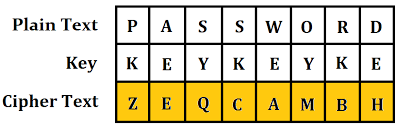 Plain Text P A S S W O R D
Key K E Y K E Y K E
Cipher Text Z E Q C A M B H